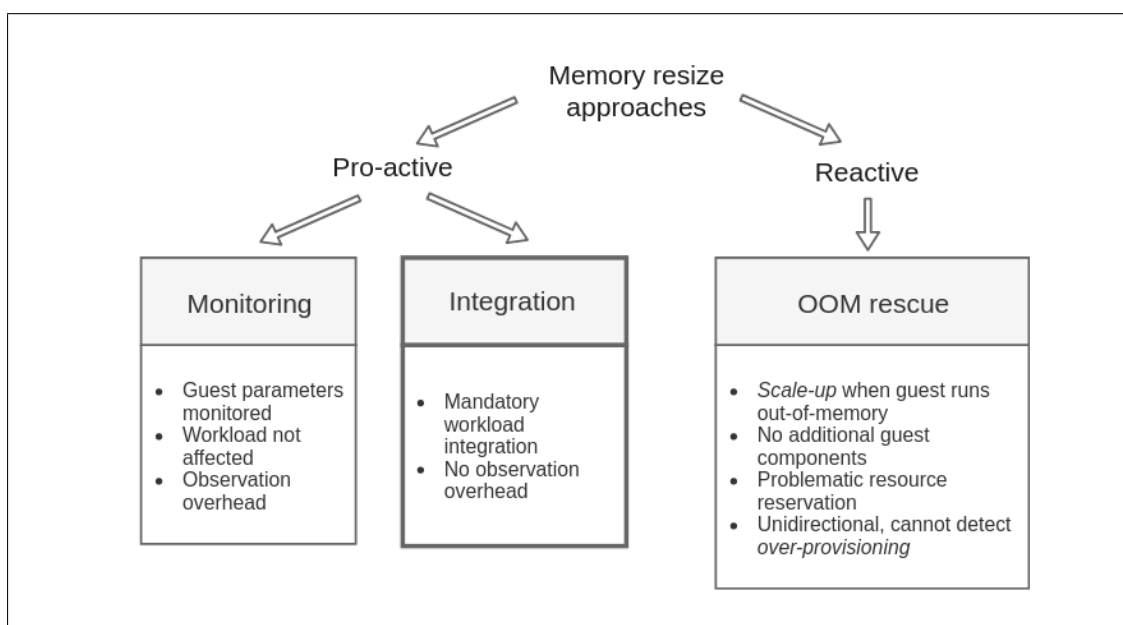 Memory resize
approaches
Pro-active
Reactive
Monitoring
• Guest parameters
monitored
• Workload not
affected
• Observation
overhead
Integration
• Mandatory
workload
integration
• No observation
overhead
OOM rescue
• Scale-up when guest runs
out-of-memory
• No additional guest
components
• Problematic resource
reservation
• Unidirectional, cannot detect
over-provisioning